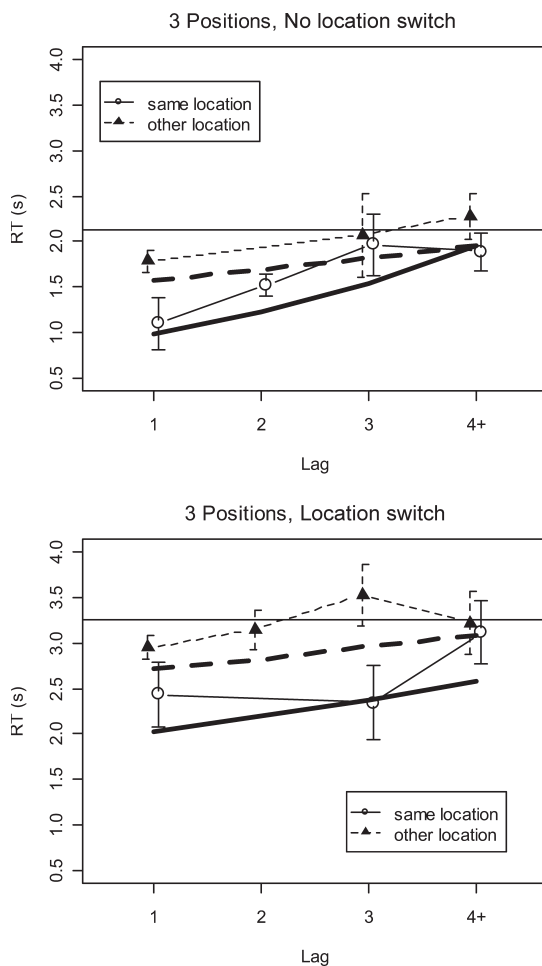 3 Positions, No location switch
4.0
3.5
3.0
2.5
2.0
1.5
1.0
0.5
RT (s)
same location
other location
1 2 3 4+
Lag
3 Positions, Location switch
4.0
3.5
3.0
2.5
2.0
1.5
1.0
0.5
RT (s)
same location
other location
1 2 3 4+
Lag